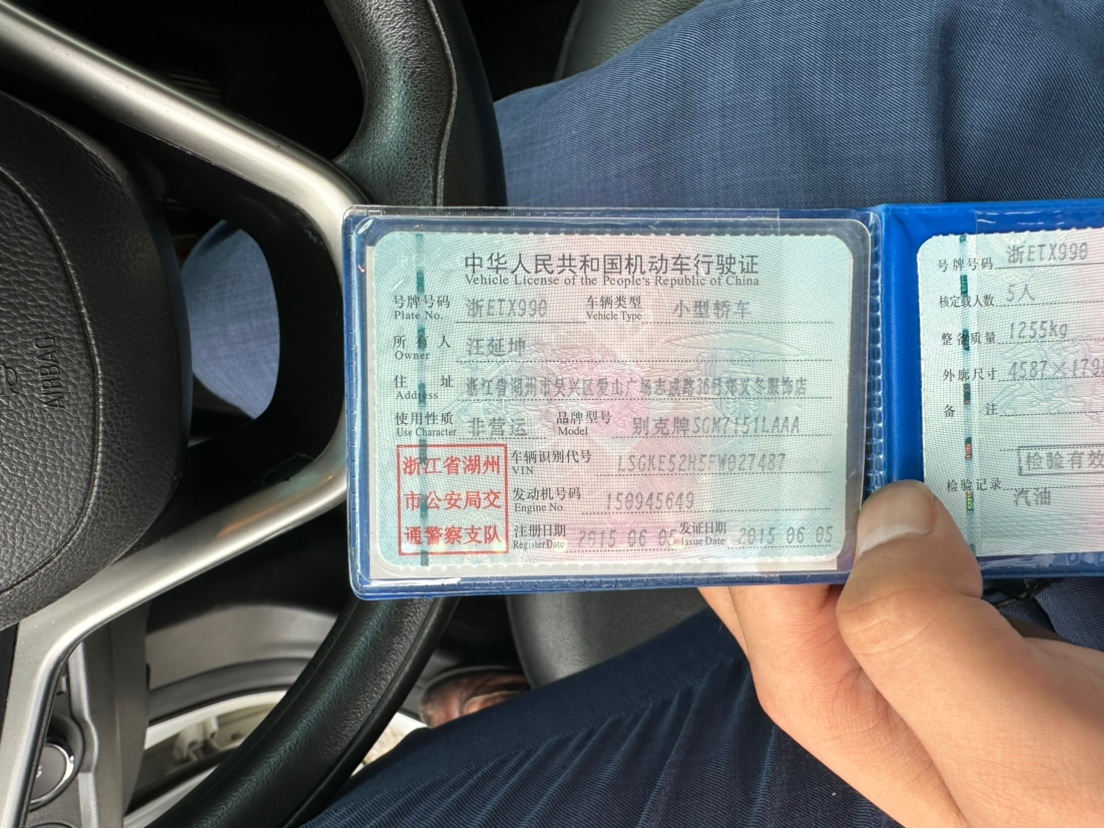 中华人民共和国机动车行驶证
Vehicle License of the People's Republic of China
号牌号码 浙ETX990 车辆类型 小型轿车
Plate No. Vehicle Type
所有人 汪延坤
Owner
住址 浙江省湖州市吴兴区爱山广场志成路36号郑艾冬服饰店
Address
使用性质 非营运 品牌型号 别克牌SGM7151LAAA
Use Character Model
浙江省湖州
市公安局交
通警察支队
车辆识别代号 LSGKE52H5FW027487
VIN
发动机号码 150945649
Engine No.
注册日期 2015 06 05 发证日期 2015 06 05
Register Date Issue Date
号牌号码 浙ETX990
核定载人数 5人
整备质量 1255kg
外廓尺寸 4587×179
备注
检验有效
检验记录
汽油
AIRBAG